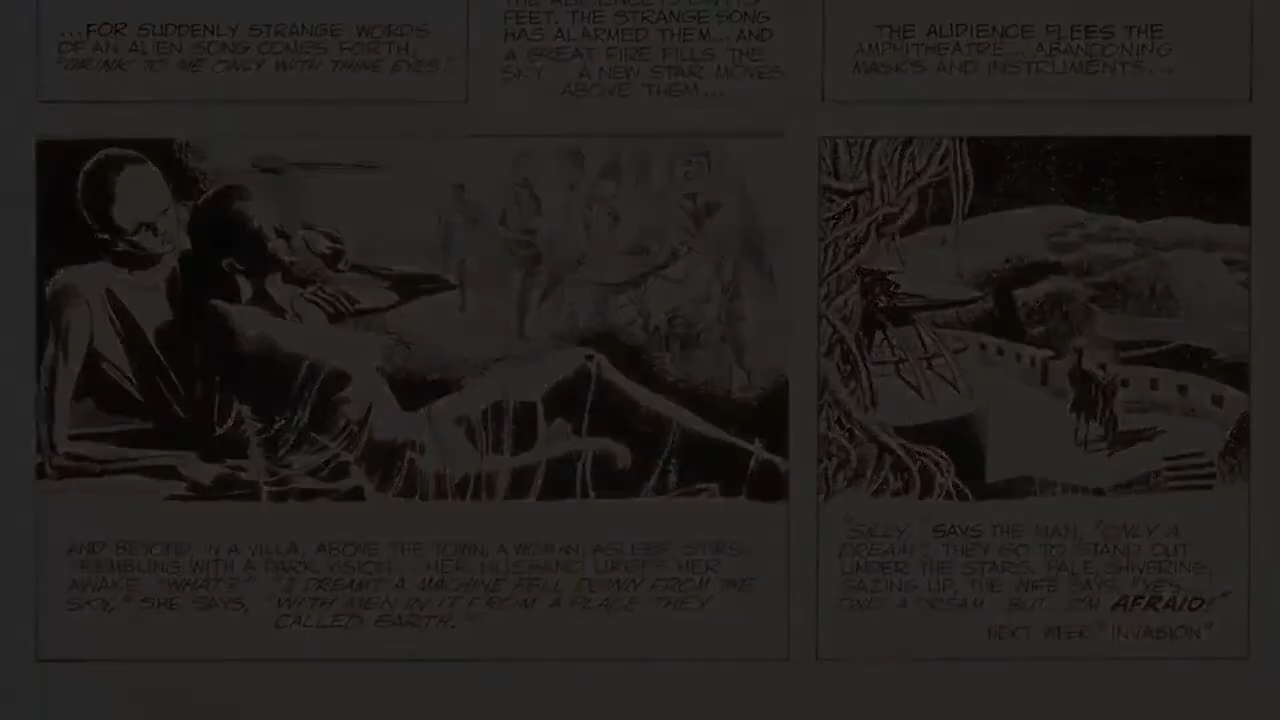 ...FOR SUDDENLY STRANGE WORDS
OF AN ALIEN SONG COMES FORTH,
"DRINK TO ME ONLY WITH THINE EYES."
THE AUDIENCE IS ON ITS
FEET. THE STRANGE SONG
HAS ALARMED THEM... AND
A GREAT FIRE FILLS THE
SKY... A NEW STAR MOVES
ABOVE THEM...
THE AUDIENCE FLEES THE
AMPHITHEATRE... ABANDONING
MASKS AND INSTRUMENTS...
AND BEYOND, IN A VILLA, ABOVE THE TOWN, A WOMAN, ASLEEP, STIRS,
TREMBLING WITH A DARK VISION. HER HUSBAND URGES HER
AWAKE. "WHAT?" "I DREAMT A MACHINE FELL DOWN FROM THE
SKY," SHE SAYS, "WITH MEN IN IT FROM A PLACE THEY
CALLED EARTH."
"SILLY," SAYS THE MAN, "ONLY A
DREAM". THEY GO TO STAND OUT
UNDER THE STARS. PALE, SHIVERING,
GAZING UP, THE WIFE SAYS, "YES...
ONLY A DREAM... BUT... I'M AFRAID!"
NEXT WEEK "INVASION"